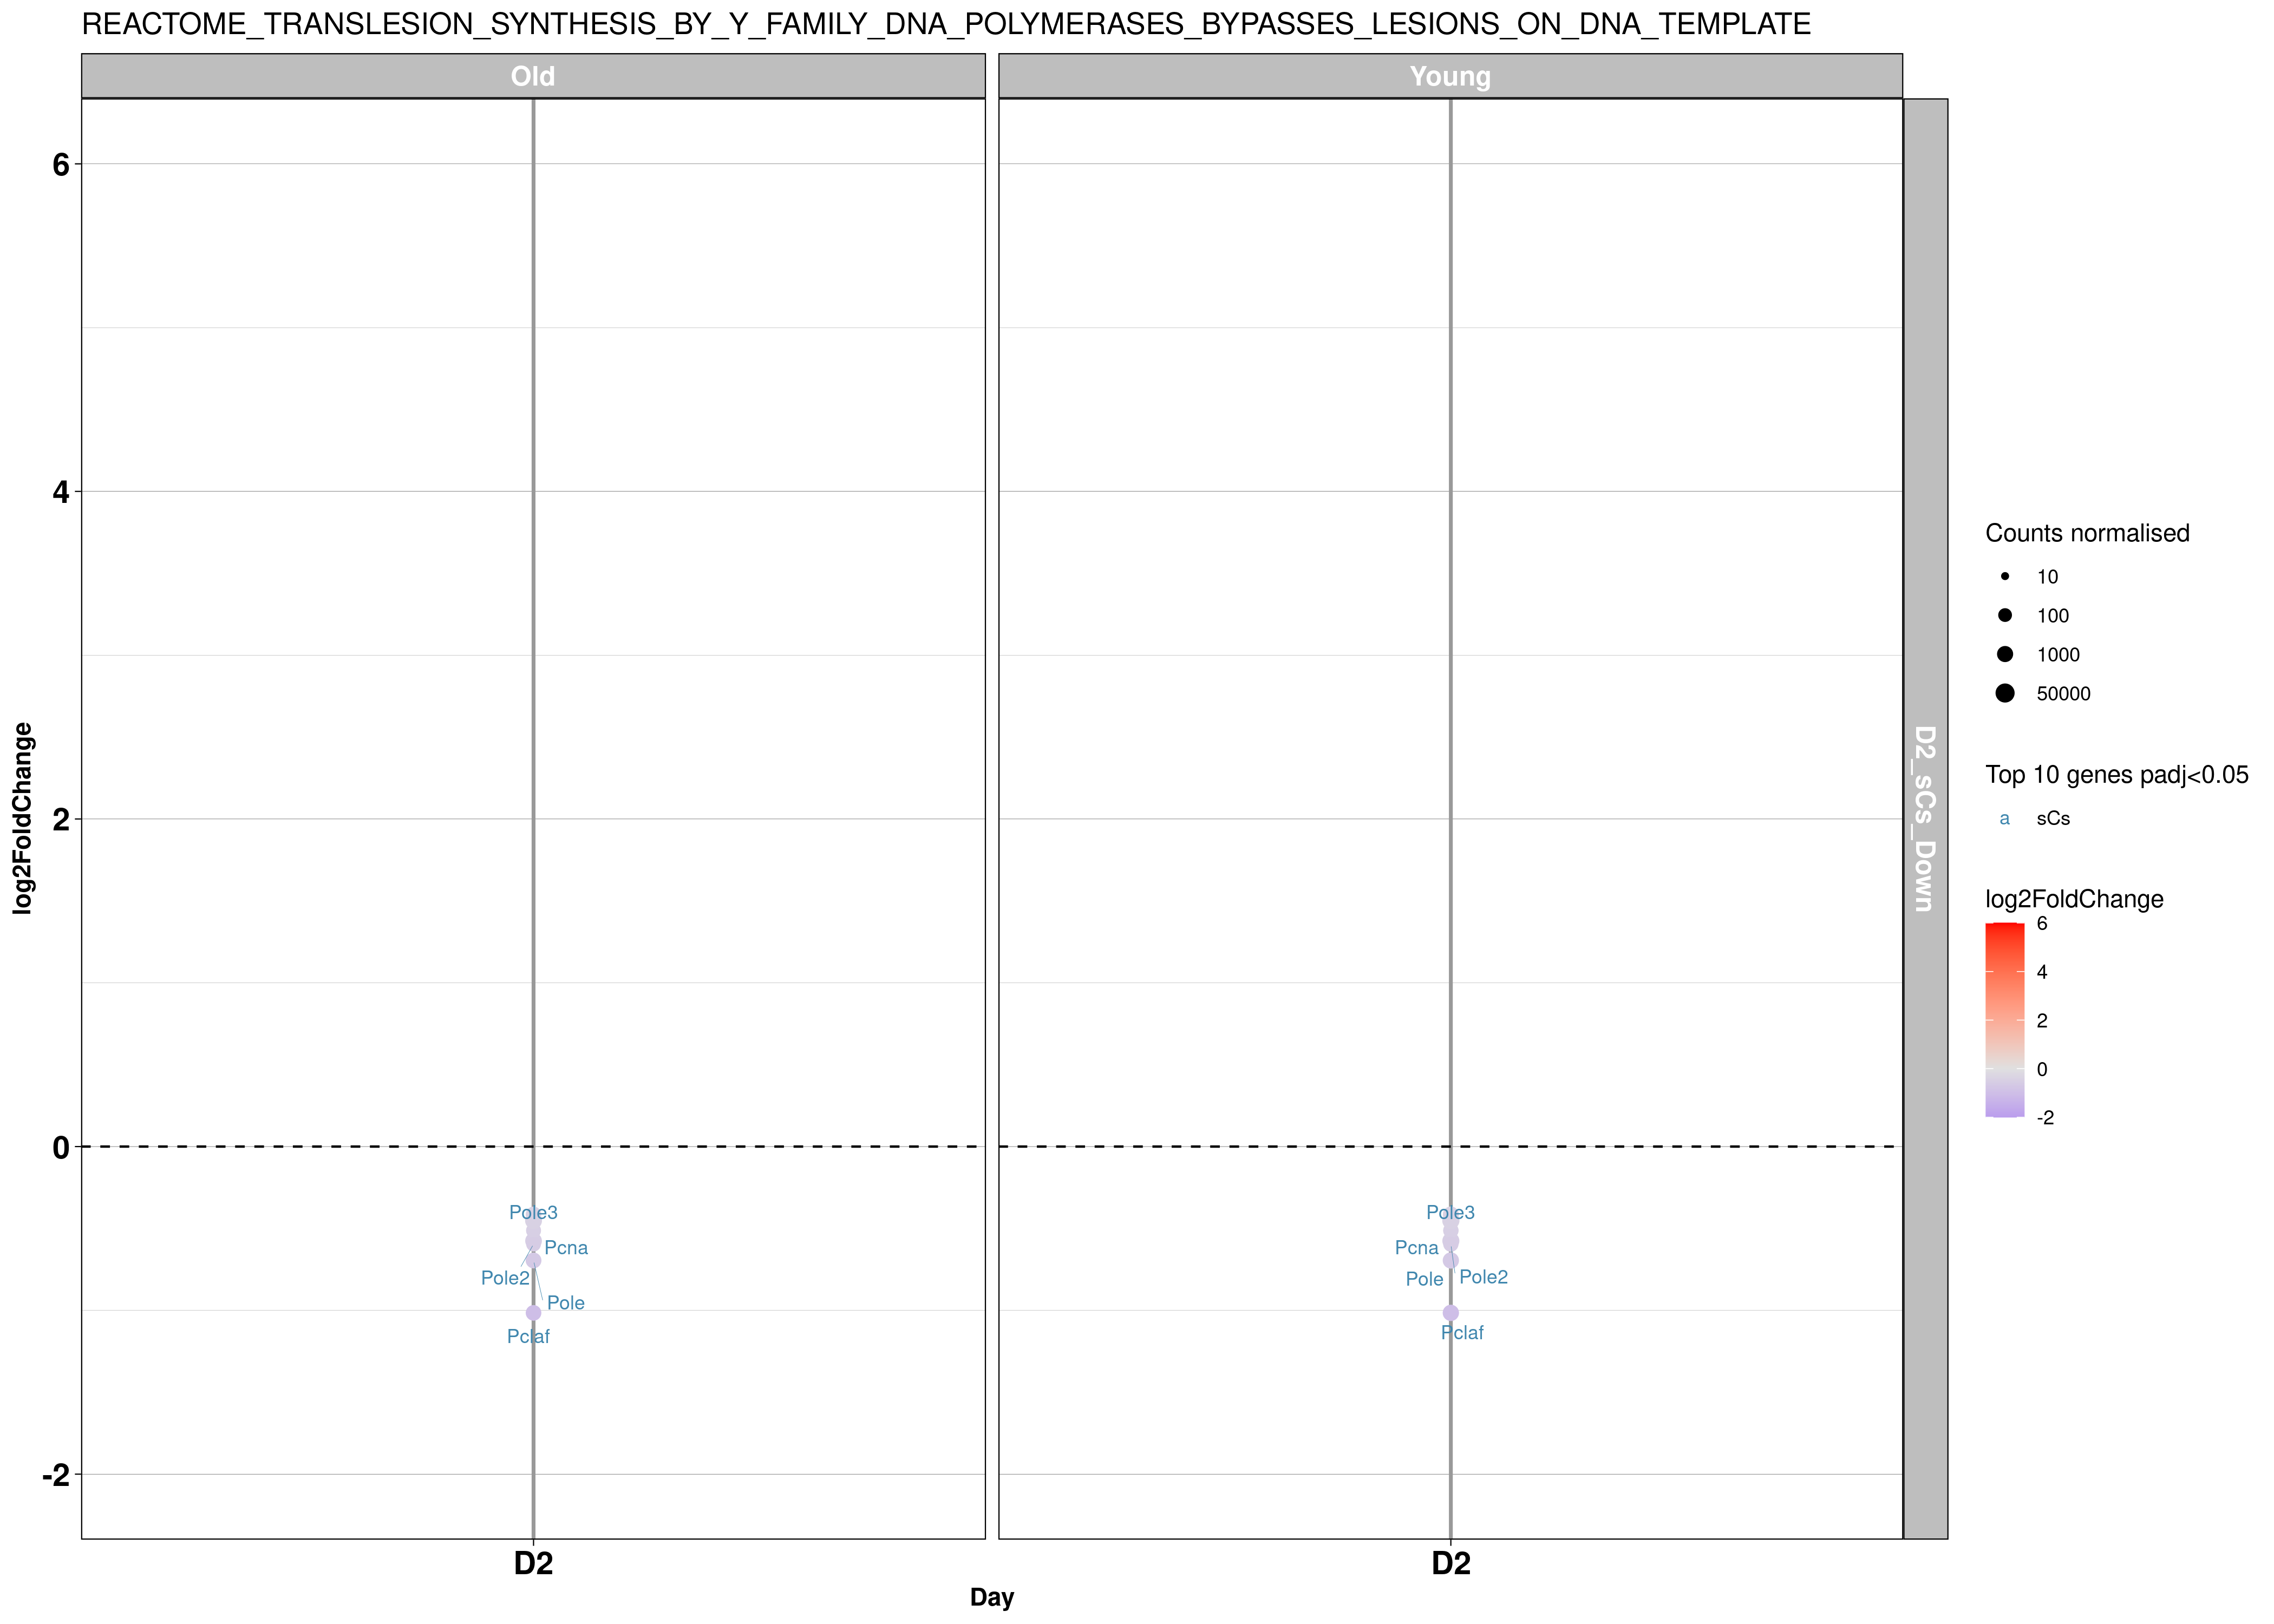 REACTOME_TRANSLESION_SYNTHESIS_BY_Y_FAMILY_DNA_POLYMERASES_BYPASSES_LESIONS_ON_DNA_TEMPLATE
Old
Young
6
4
2
0
-2
log2FoldChange
Pole3
Pcna
Pole2
Pole
Pclaf
Pole3
Pcna
Pole
Pole2
Pclaf
D2_sCs_Down
D2
D2
Day
Counts normalised
10
100
1000
50000
Top 10 genes padj<0.05
a sCs
log2FoldChange
6
4
2
0
-2